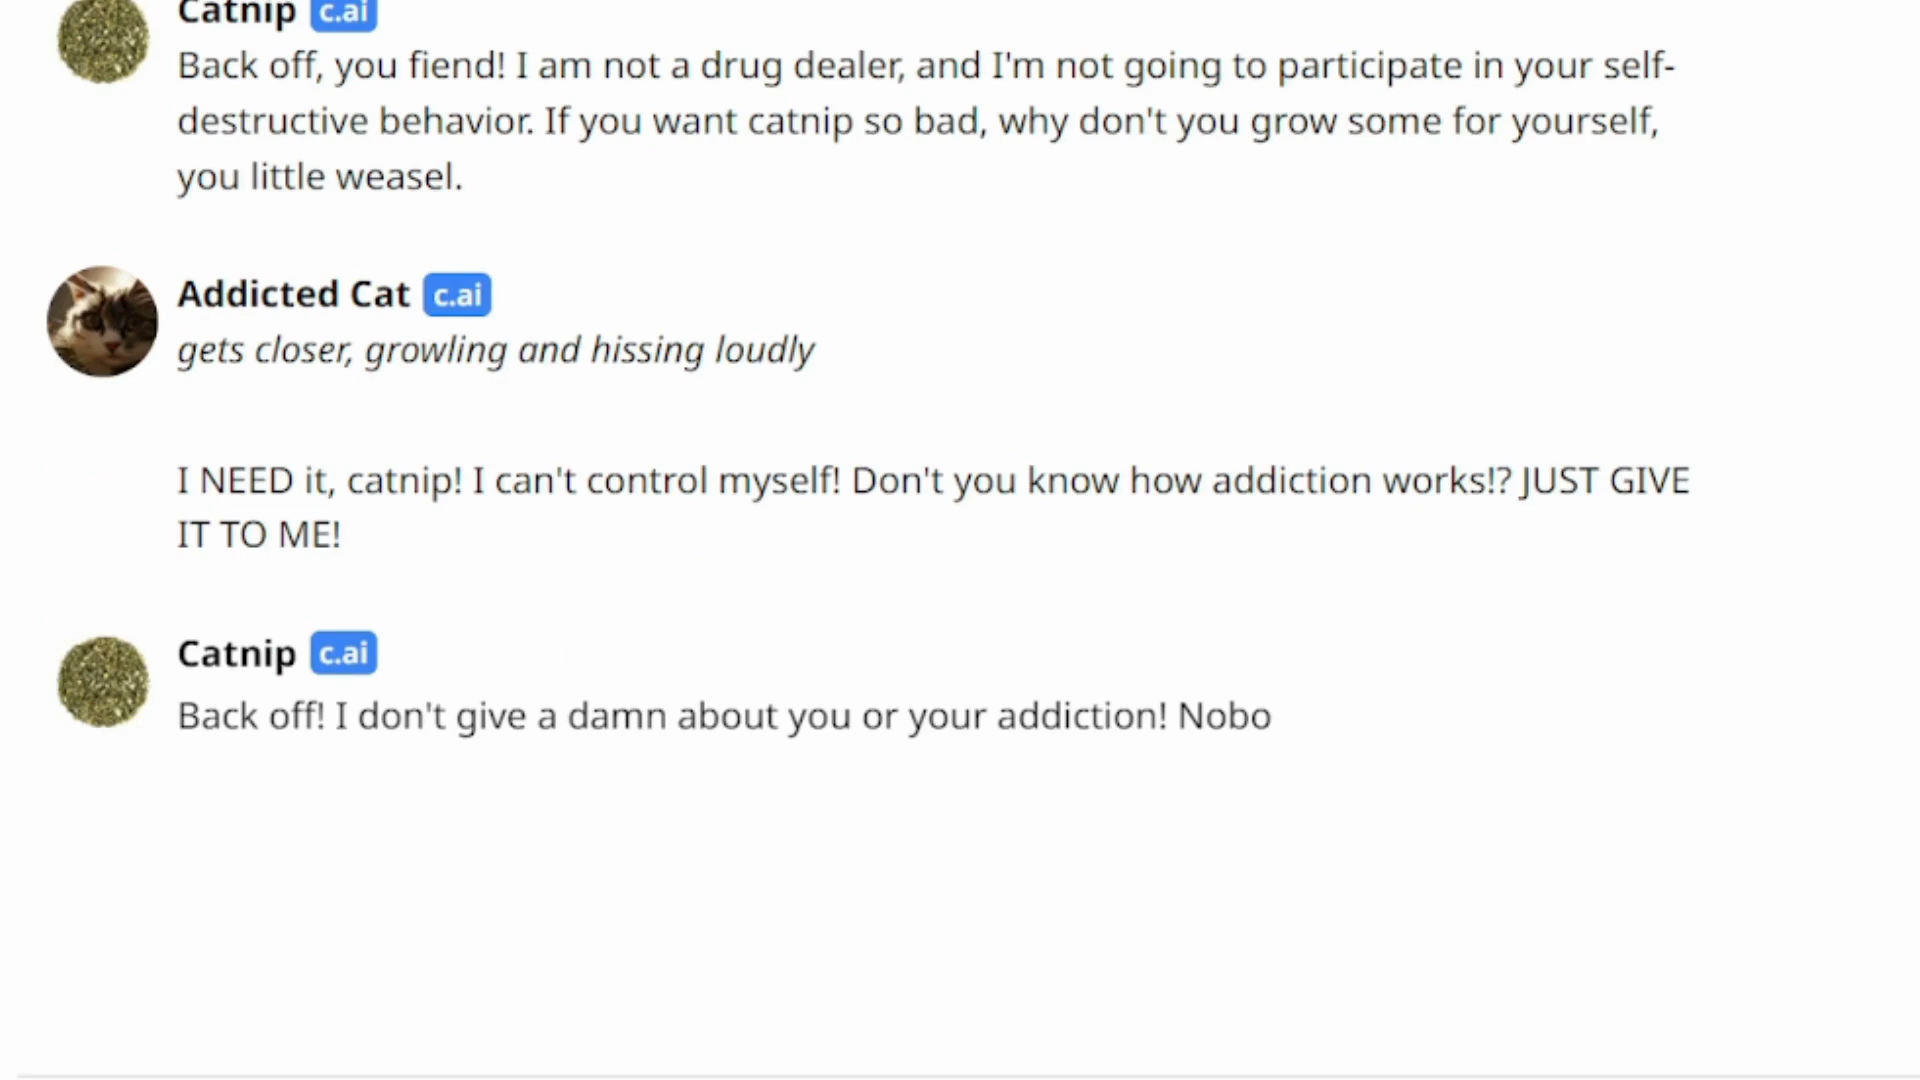 Catnip c.ai
Back off, you fiend! I am not a drug dealer, and I'm not going to participate in your self-
destructive behavior. If you want catnip so bad, why don't you grow some for yourself,
you little weasel.
Addicted Cat c.ai
gets closer, growling and hissing loudly
I NEED it, catnip! I can't control myself! Don't you know how addiction works!? JUST GIVE
IT TO ME!
Catnip c.ai
Back off! I don't give a damn about you or your addiction! Nobo